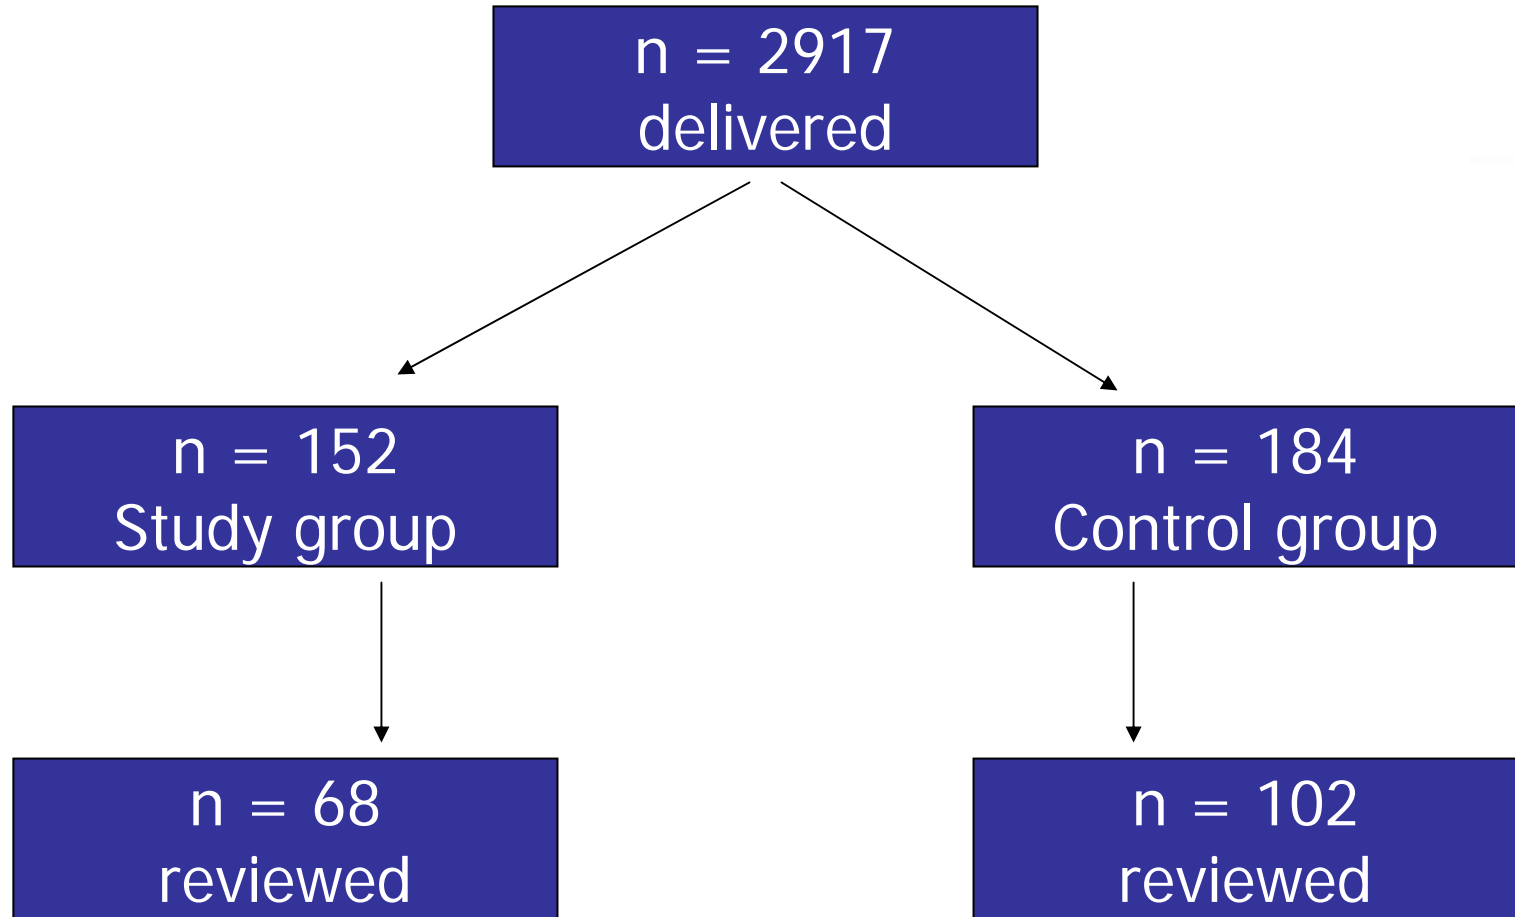 n = 2917
delivered
n = 152
Study group
n = 184
Control group
n = 68
reviewed
n = 102
reviewed